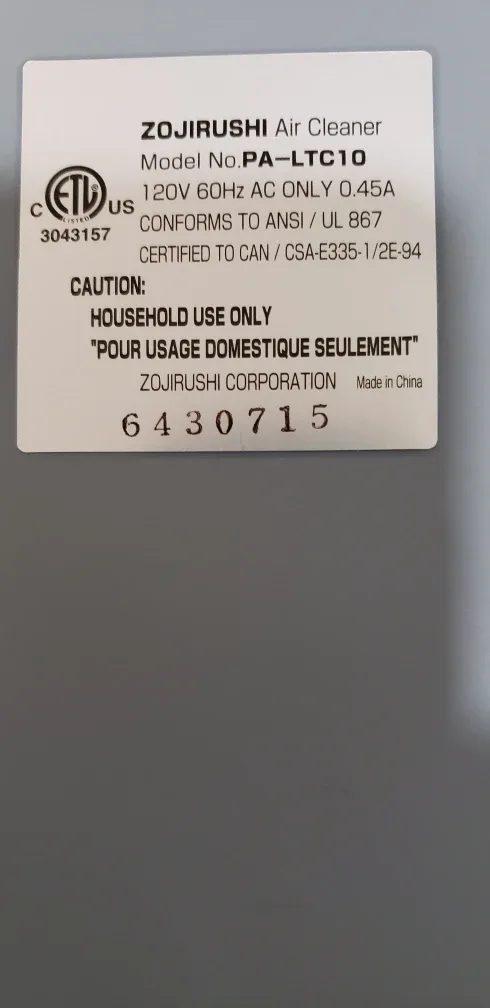 ZOJIRUSHI Air Cleaner
Model No.PA-LTC10
C ETL US
LISTED
3043157
120V 60Hz AC ONLY 0.45A
CONFORMS TO ANSI / UL 867
CERTIFIED TO CAN / CSA-E335-1/2E-94
CAUTION:
HOUSEHOLD USE ONLY
"POUR USAGE DOMESTIQUE SEULEMENT"
ZOJIRUSHI CORPORATION Made in China
6430715